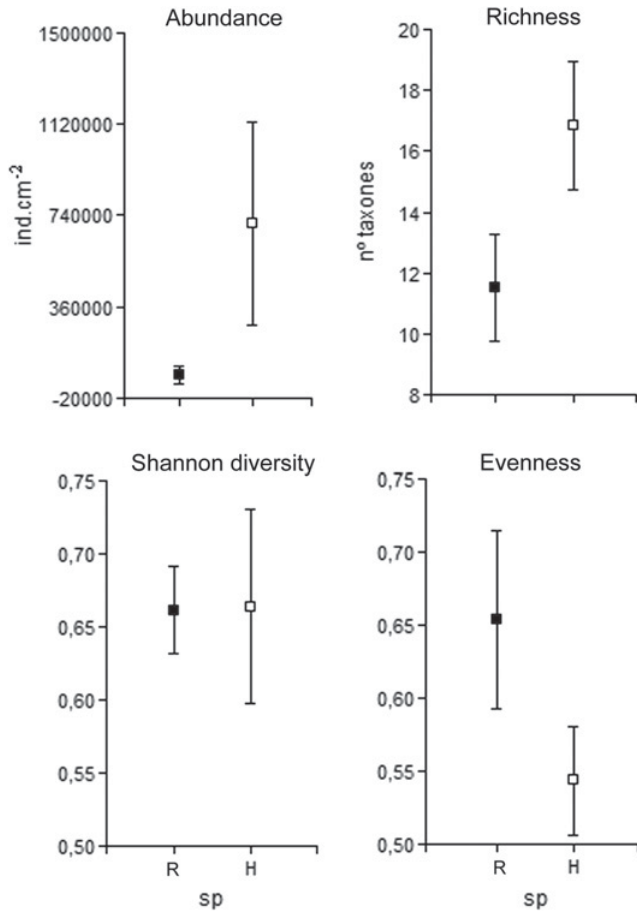 Abundance
1500000
1120000
740000
360000
-20000
ind.cm-2
Richness
20
18
16
14
12
10
8
nº taxones
Shannon diversity
0,75
0,70
0,65
0,60
0,55
0,50
R H
sp
Evenness
0,75
0,70
0,65
0,60
0,55
0,50
R H
sp